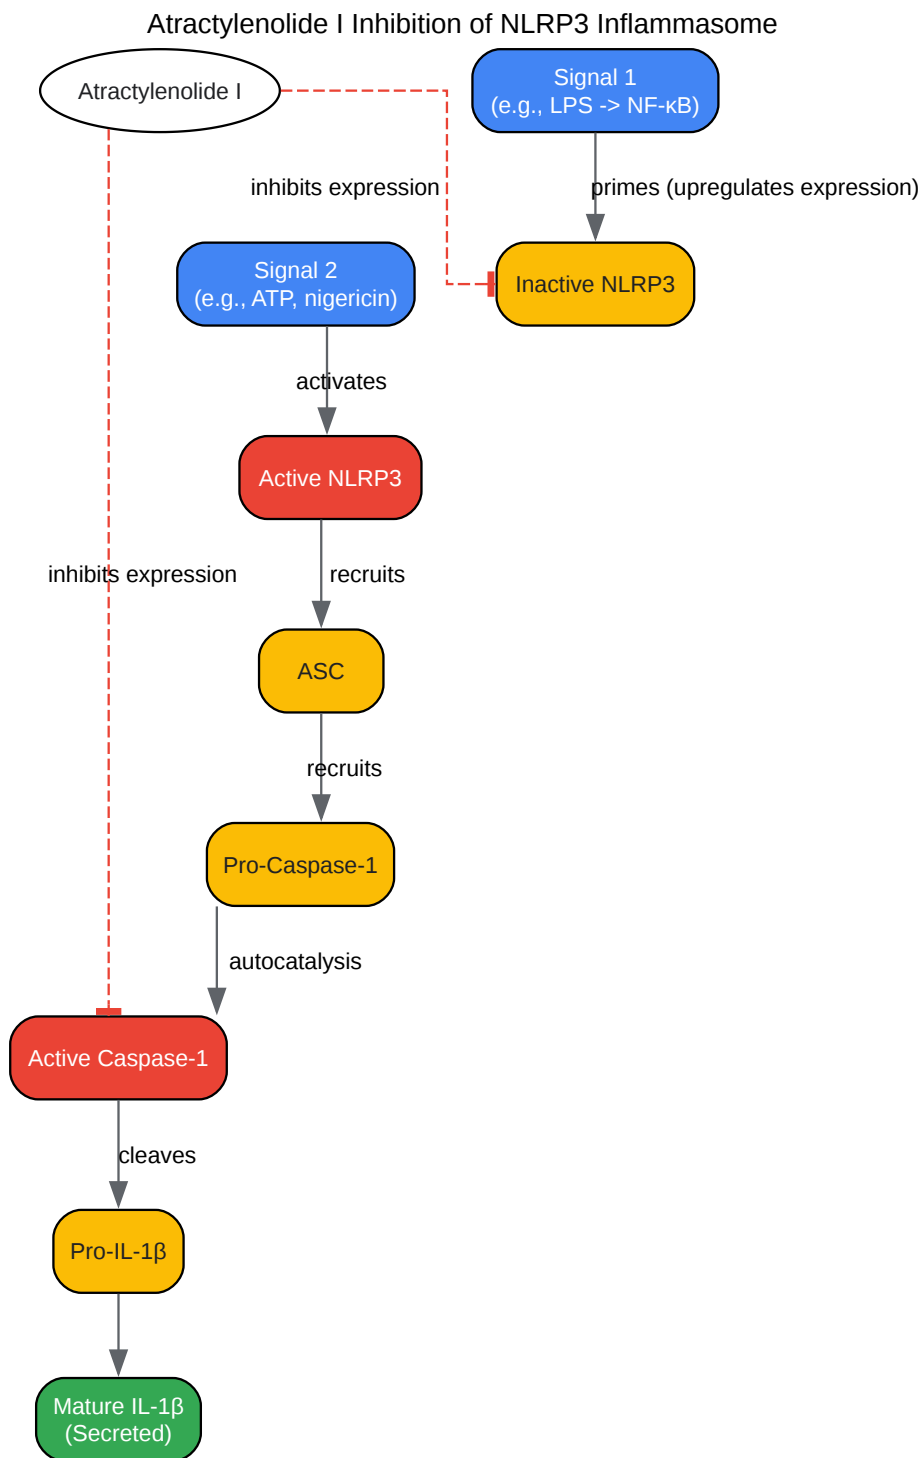 Atractylenolide I Inhibition of NLRP3 Inflammasome
Atractylenolide I
Signal 1
(e.g., LPS -> NF-κB)
inhibits expression
primes (upregulates expression)
Signal 2
(e.g., ATP, nigericin)
Inactive NLRP3
activates
Active NLRP3
inhibits expression
recruits
ASC
recruits
Pro-Caspase-1
autocatalysis
Active Caspase-1
cleaves
Pro-IL-1β
Mature IL-1β
(Secreted)